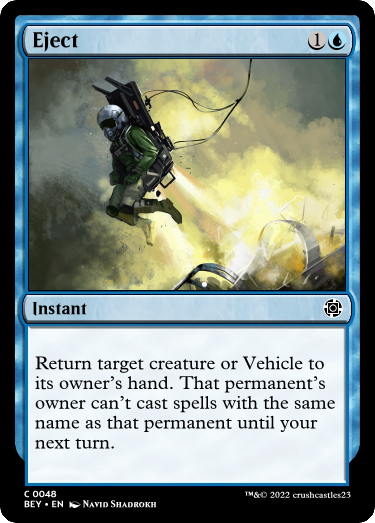 Eject 1
Instant
Return target creature or Vehicle to
its owner's hand. That permanent's
owner can't cast spells with the same
name as that permanent until your
next turn.
C 0048
BEY • EN Navid Shadrokh
™&© 2022 crushcastles23